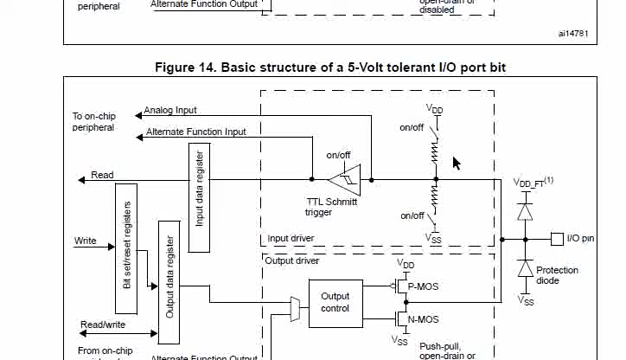 peripheral
Alternate Function Output
open-drain or
disabled
ai14781
Figure 14. Basic structure of a 5-Volt tolerant I/O port bit
To on-chip
peripheral
Analog Input
Alternate Function Input
VDD
on/off
on/off
Read
VDD_FT(1)
Input data register
TTL Schmitt
trigger
on/off
VSS
Bit set/reset registers
Write
Input driver
I/O pin
Output data register
Output driver
VDD
Protection
diode
P-MOS
Output
control
VSS
N-MOS
Read/write
VSS
From on-chip
Alternate Function Output
Push-pull,
open-drain or